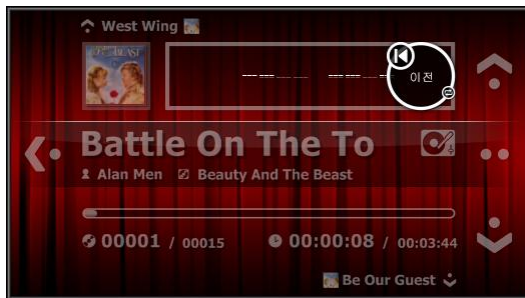 West Wing
이전
Battle On The To
Alan Men Beauty And The Beast
00001 / 00015 00:00:08 / 00:03:44
Be Our Guest